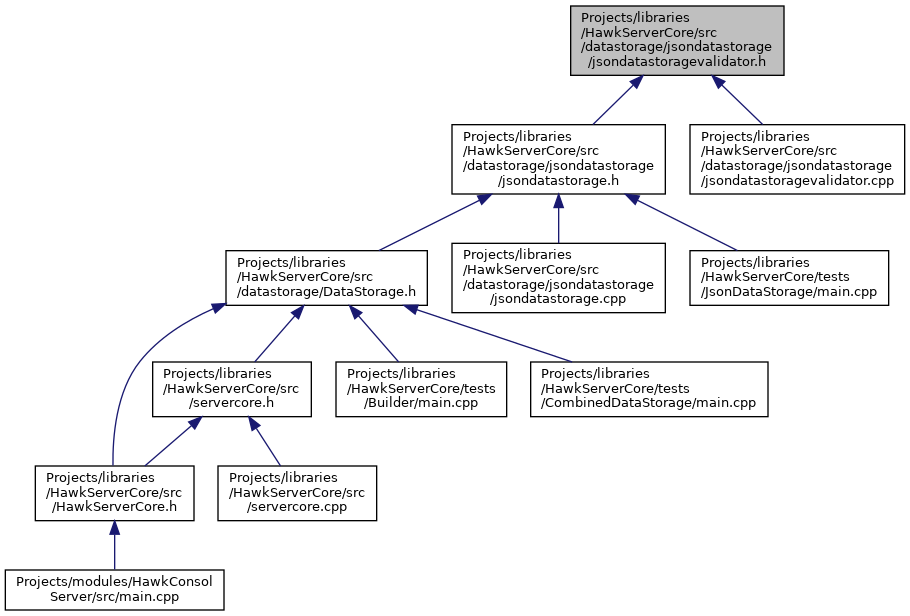 Projects/libraries
/HawkServerCore/src
/datastorage/jsondatastorage
/jsondatastoragevalidator.h
Projects/libraries
/HawkServerCore/src
/datastorage/jsondatastorage
/jsondatastorage.h
Projects/libraries
/HawkServerCore/src
/datastorage/jsondatastorage
/jsondatastoragevalidator.cpp
Projects/libraries
/HawkServerCore/src
/datastorage/DataStorage.h
Projects/libraries
/HawkServerCore/src
/datastorage/jsondatastorage
/jsondatastorage.cpp
Projects/libraries
/HawkServerCore/tests
/JsonDataStorage/main.cpp
Projects/libraries
/HawkServerCore/src
/servercore.h
Projects/libraries
/HawkServerCore/tests
/Builder/main.cpp
Projects/libraries
/HawkServerCore/tests
/CombinedDataStorage/main.cpp
Projects/libraries
/HawkServerCore/src
/HawkServerCore.h
Projects/libraries
/HawkServerCore/src
/servercore.cpp
Projects/modules/HawkConsol
Server/src/main.cpp